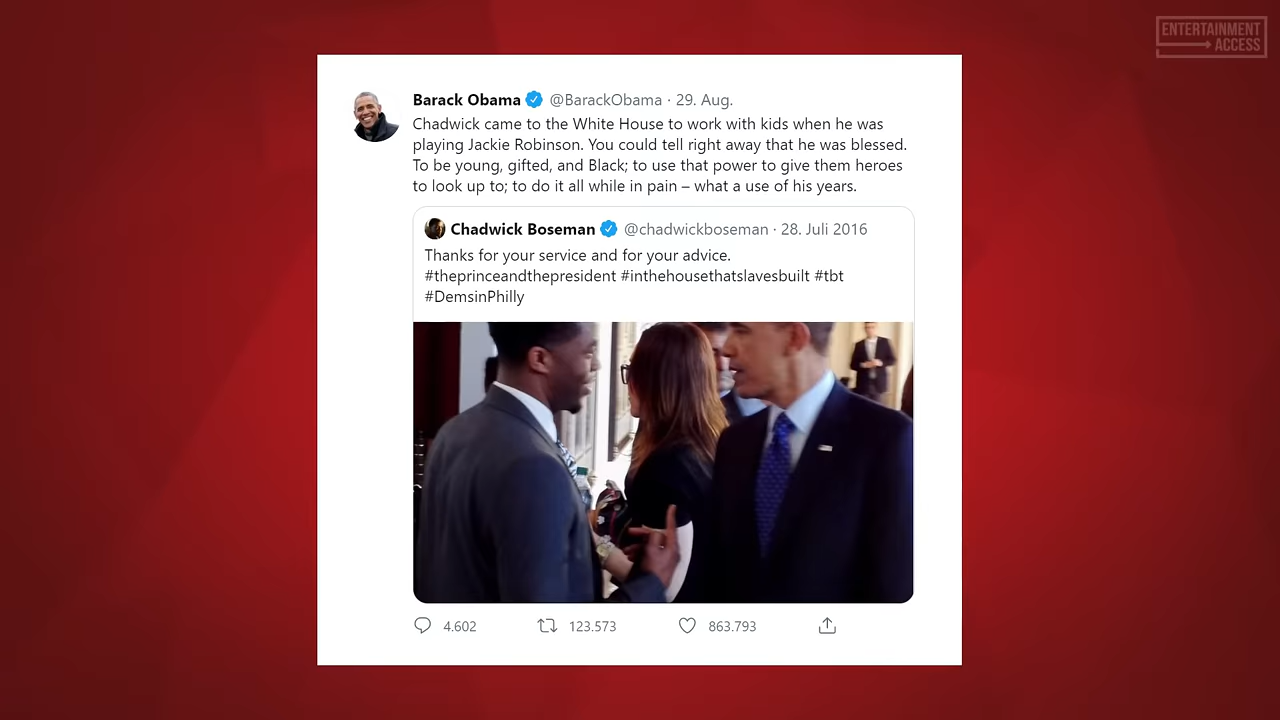 ENTERTAINMENT
ACCESS
Barack Obama @BarackObama · 29. Aug.
Chadwick came to the White House to work with kids when he was
playing Jackie Robinson. You could tell right away that he was blessed.
To be young, gifted, and Black; to use that power to give them heroes
to look up to; to do it all while in pain – what a use of his years.
Chadwick Boseman @chadwickboseman · 28. Juli 2016
Thanks for your service and for your advice.
#theprinceandthepresident #inthehousethatslavesbuilt #tbt
#DemsinPhilly
4.602 123.573 863.793